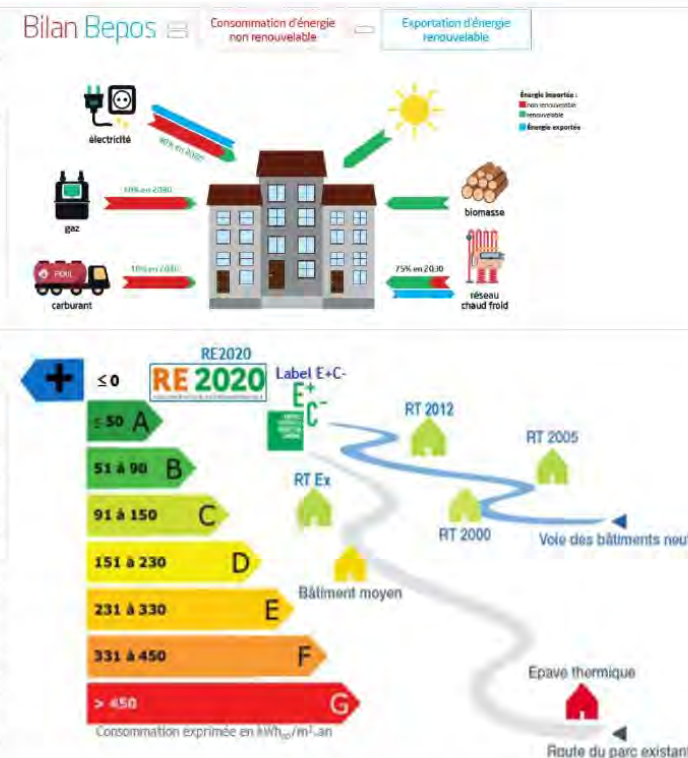 Bilan Bepos = Consommation d'énergie
non renouvelable
- Exportation d'énergie
renouvelable
électricité
40% en 2030
Énergie importée :
non renouvelable
renouvelable
Énergie exportée
gaz
10% en 2030
biomasse
FIOUL
carburant
10% en 2030
75% en 2030
réseau
chaud froid
+
≤ 0
RE2020
RE 2020
Label E+C-
E+
C-
≤ 50 A
51 à 90 B
91 à 150 C
151 à 230 D
231 à 330 E
331 à 450 F
> 450 G
Consommation exprimée en kWhep/m².an
RT 2012
RT 2005
RT Ex
RT 2000
Voie des bâtiments neuf
Bâtiment moyen
Epave thermique
Route du parc existant